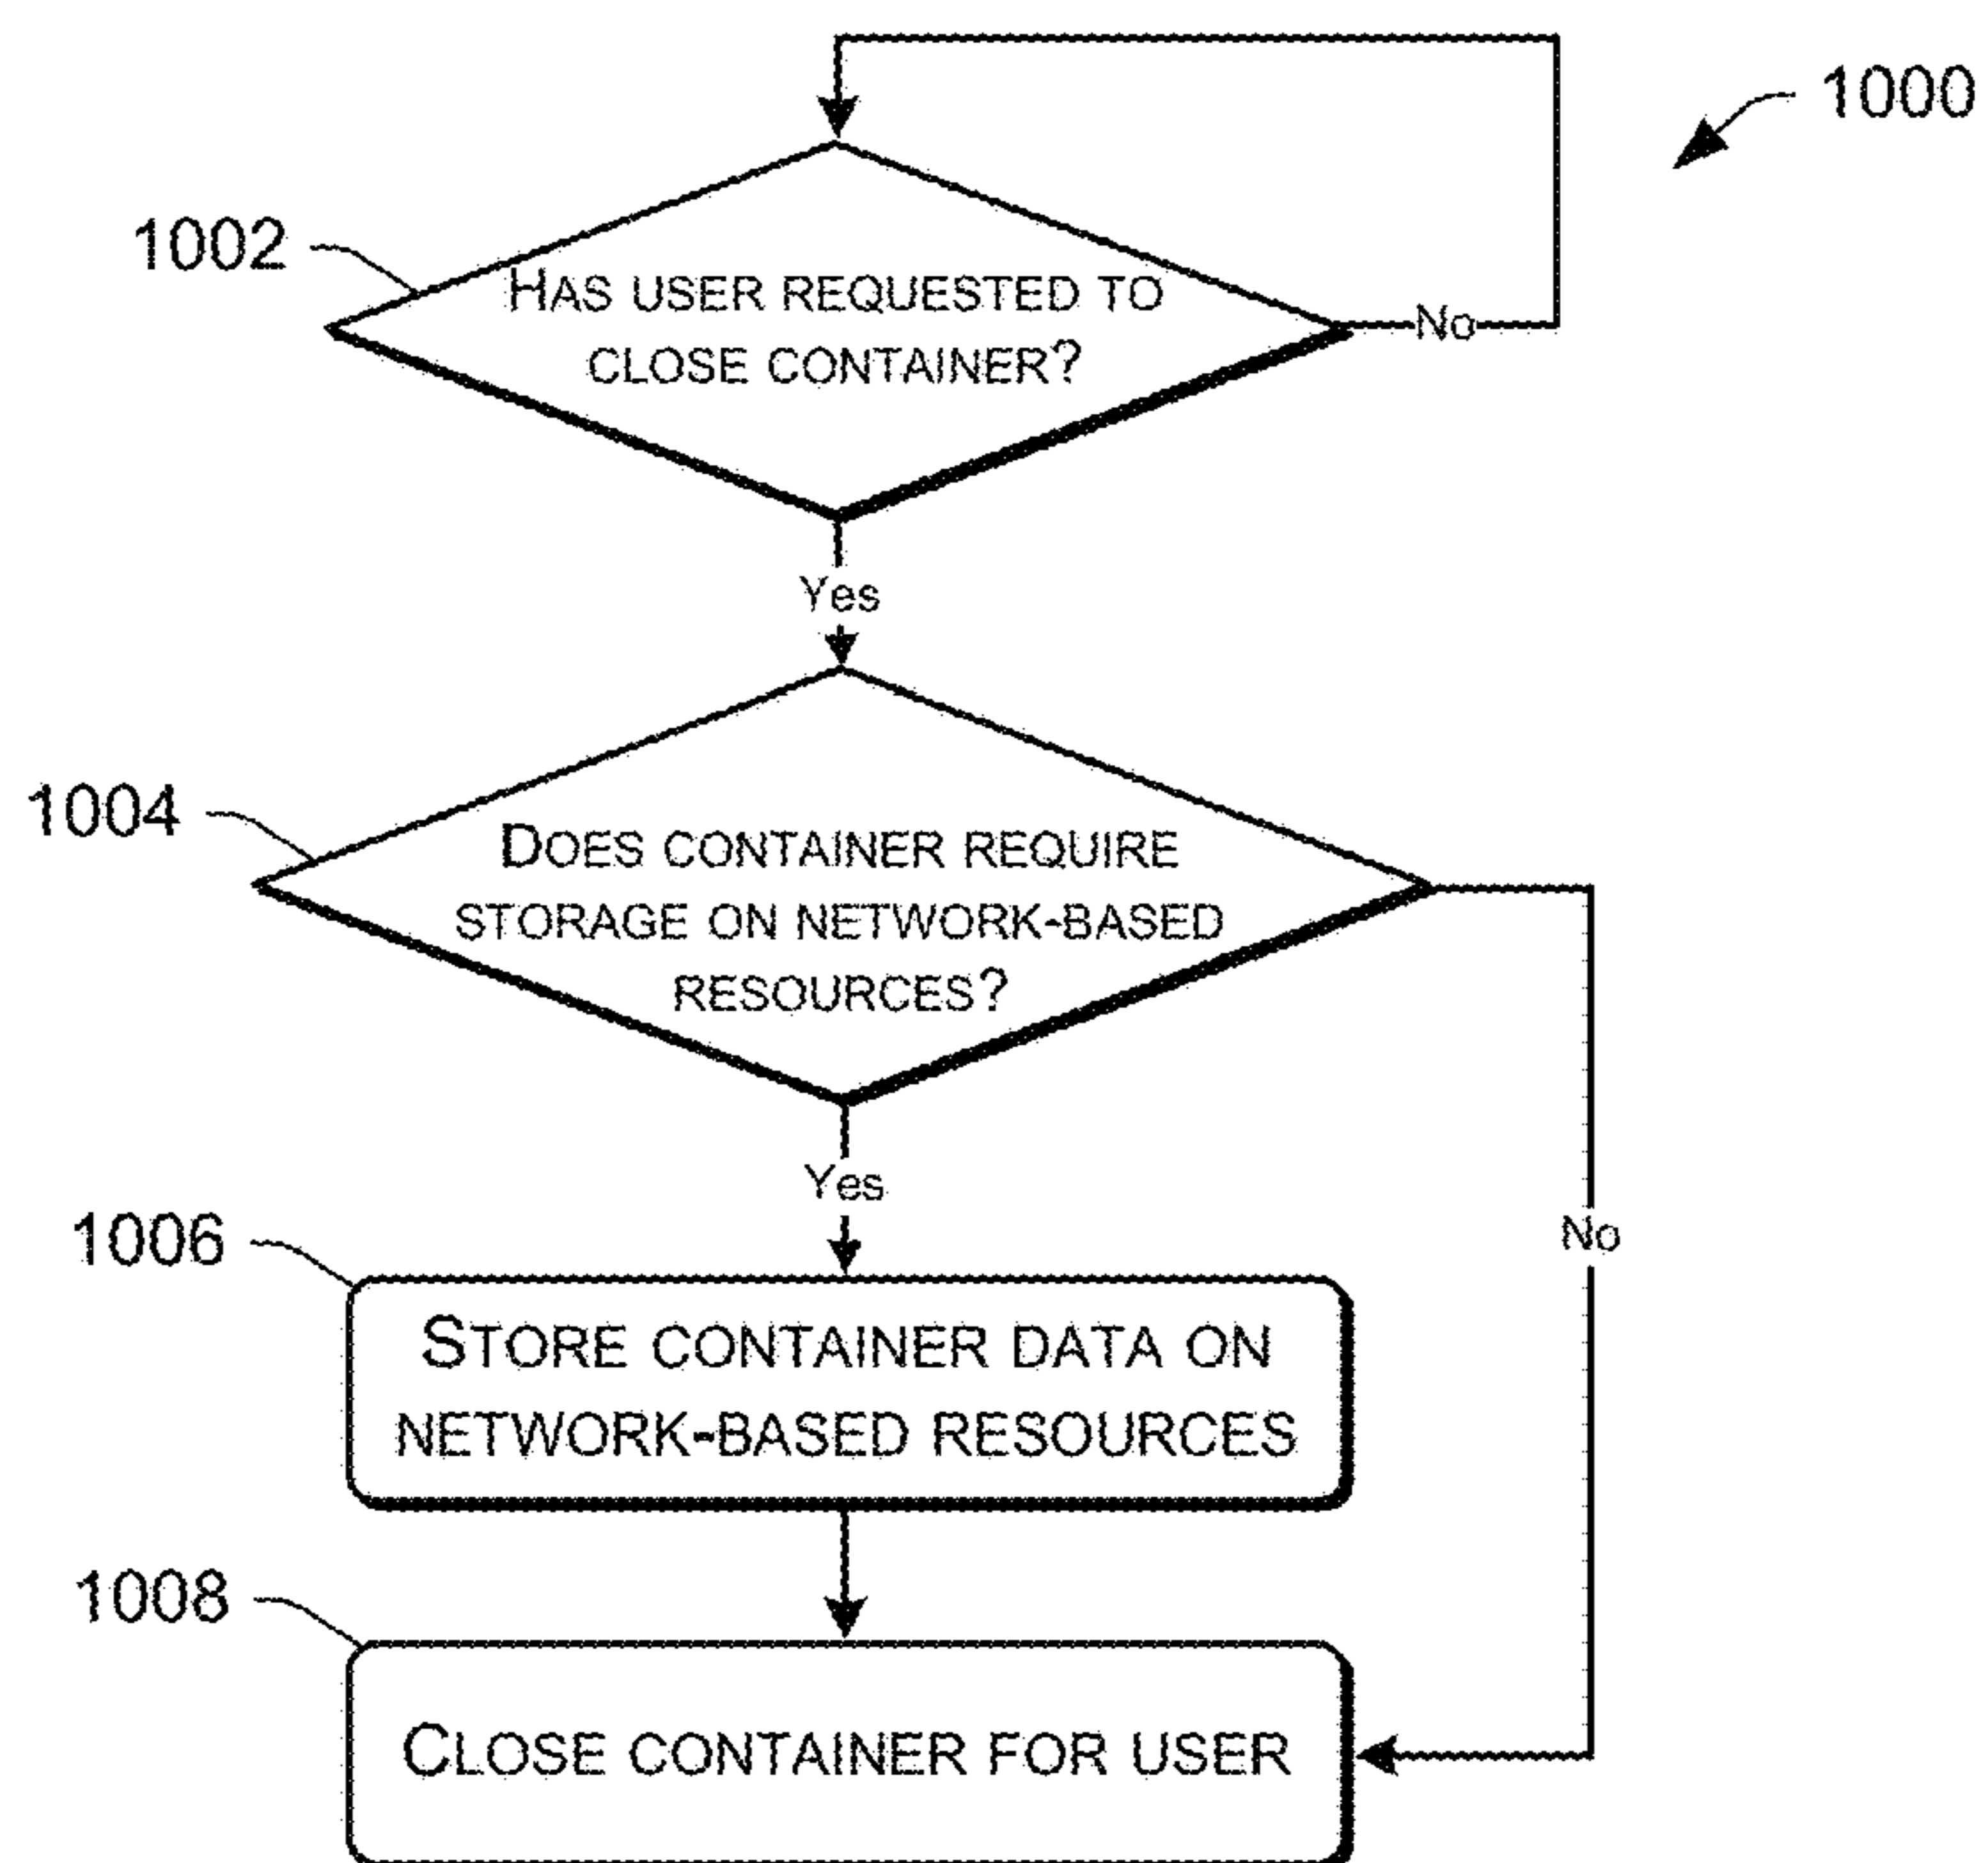 1000
1002
HAS USER REQUESTED TO
CLOSE CONTAINER?
No
Yes
1004
DOES CONTAINER REQUIRE
STORAGE ON NETWORK-BASED
RESOURCES?
Yes
No
1006
STORE CONTAINER DATA ON
NETWORK-BASED RESOURCES
1008
CLOSE CONTAINER FOR USER